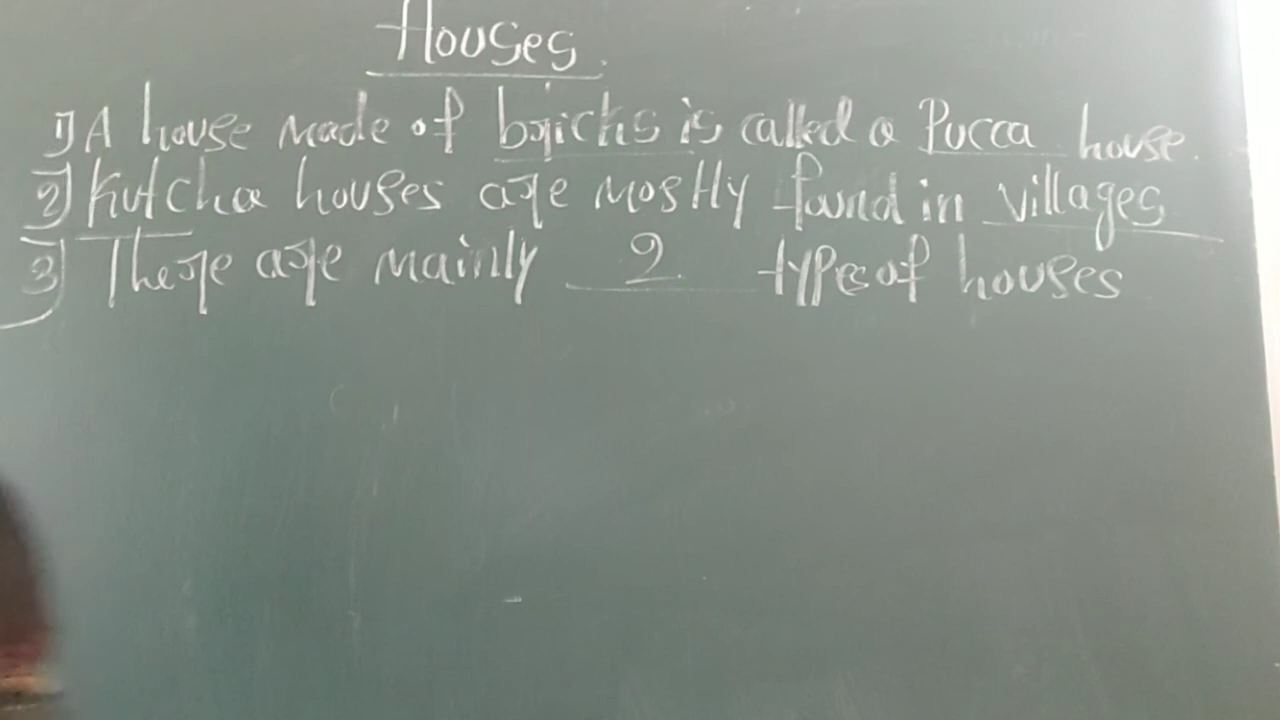 Houses.
1) A house made of bricks is called a Pucca house.
2) Kutcha houses are mostly found in villages
3) There are mainly 2 types of houses